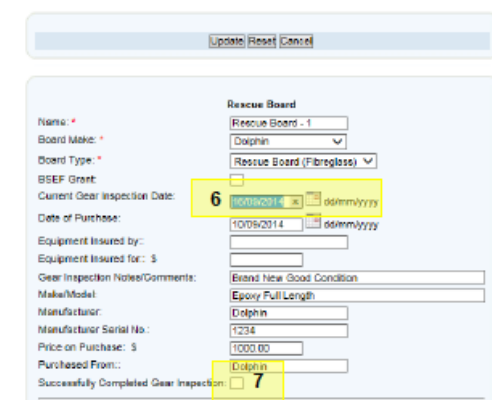 Update Reset Cancel
Rescue Board
Name: * Rescue Board - 1
Board Make: * Dolphin
Board Type: * Rescue Board (Fibreglass)
BSEF Grant:
Current Gear Inspection Date: 6 16/09/2014 x dd/mm/yyyy
Date of Purchase: 10/09/2014 dd/mm/yyyy
Equipment Insured by::
Equipment Insured for:: $
Gear Inspection Notes/Comments: Brand New Good Condition
Make/Model: Epoxy Full Length
Manufacturer: Dolphin
Manufacturer Serial No.: 1234
Price on Purchase: $ 1000.00
Purchased From:: Dolphin
Successfully Completed Gear Inspection: 7